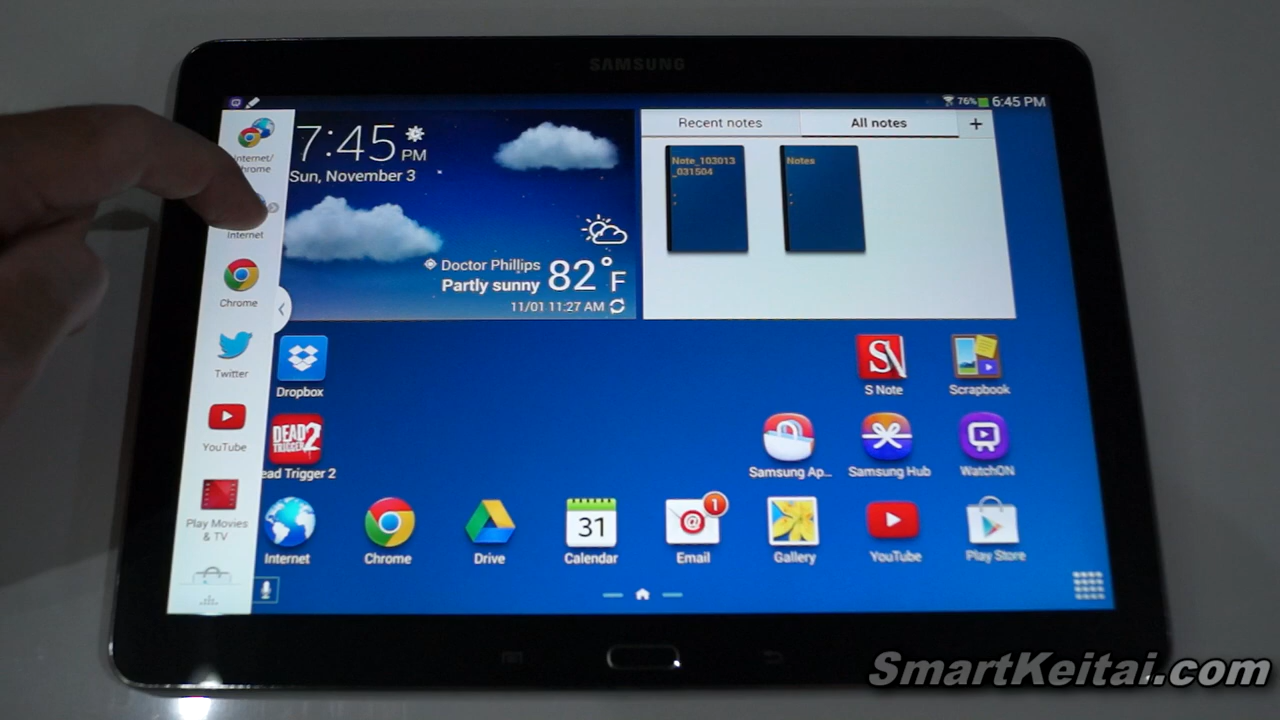 SAMSUNG
76%
6:45 PM
Internet/
Chrome
Internet
Chrome
Twitter
YouTube
Play Movies
& TV
7:45 PM
Sun, November 3
Doctor Phillips
Partly sunny
82°F
11/01 11:27 AM
Recent notes
All notes
+
Note_103013
_031504
Notes
Dropbox
S Note
Scrapbook
DEAD
TRIGGER 2
ead Trigger 2
Samsung Ap...
Samsung Hub
WatchON
31
1
Internet
Chrome
Drive
Calendar
Email
Gallery
YouTube
Play Store
SmartKeitai.com